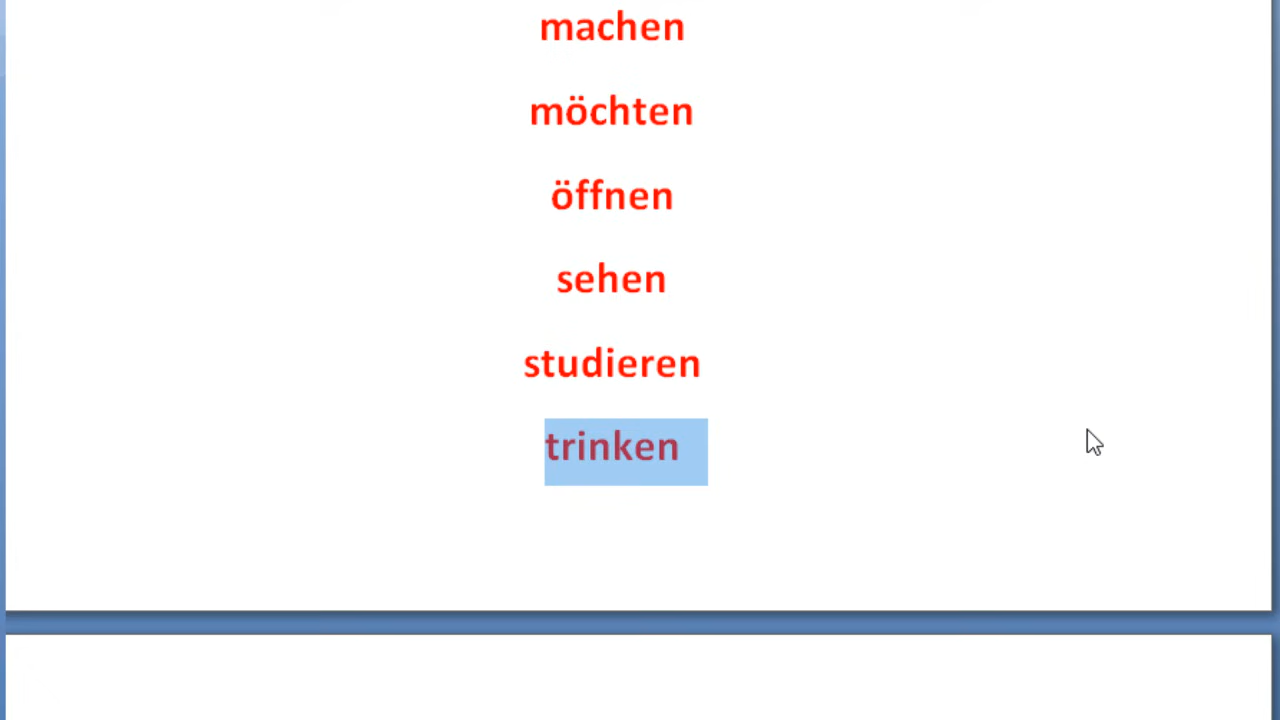 machen
möchten
öffnen
sehen
studieren
trinken